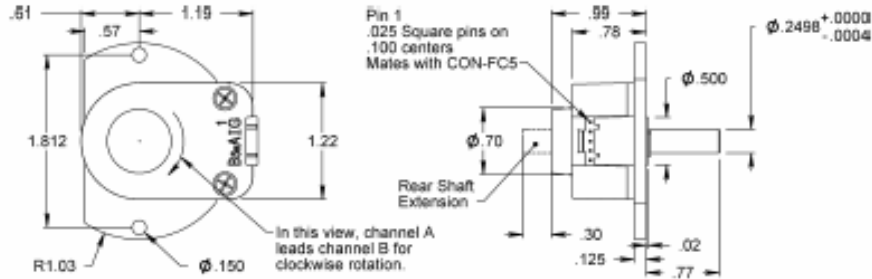 .61
1.19
.57
1.812
1.22
1
B⏚AIG
R1.03
Ø.150
In this view, channel A
leads channel B for
clockwise rotation.
Pin 1
.025 Square pins on
.100 centers
Mates with CON-FC5
.99
.78
Ø.2498 +.0000
-.0004
Ø.500
Ø.70
Rear Shaft
Extension
.30
.02
.125
.77